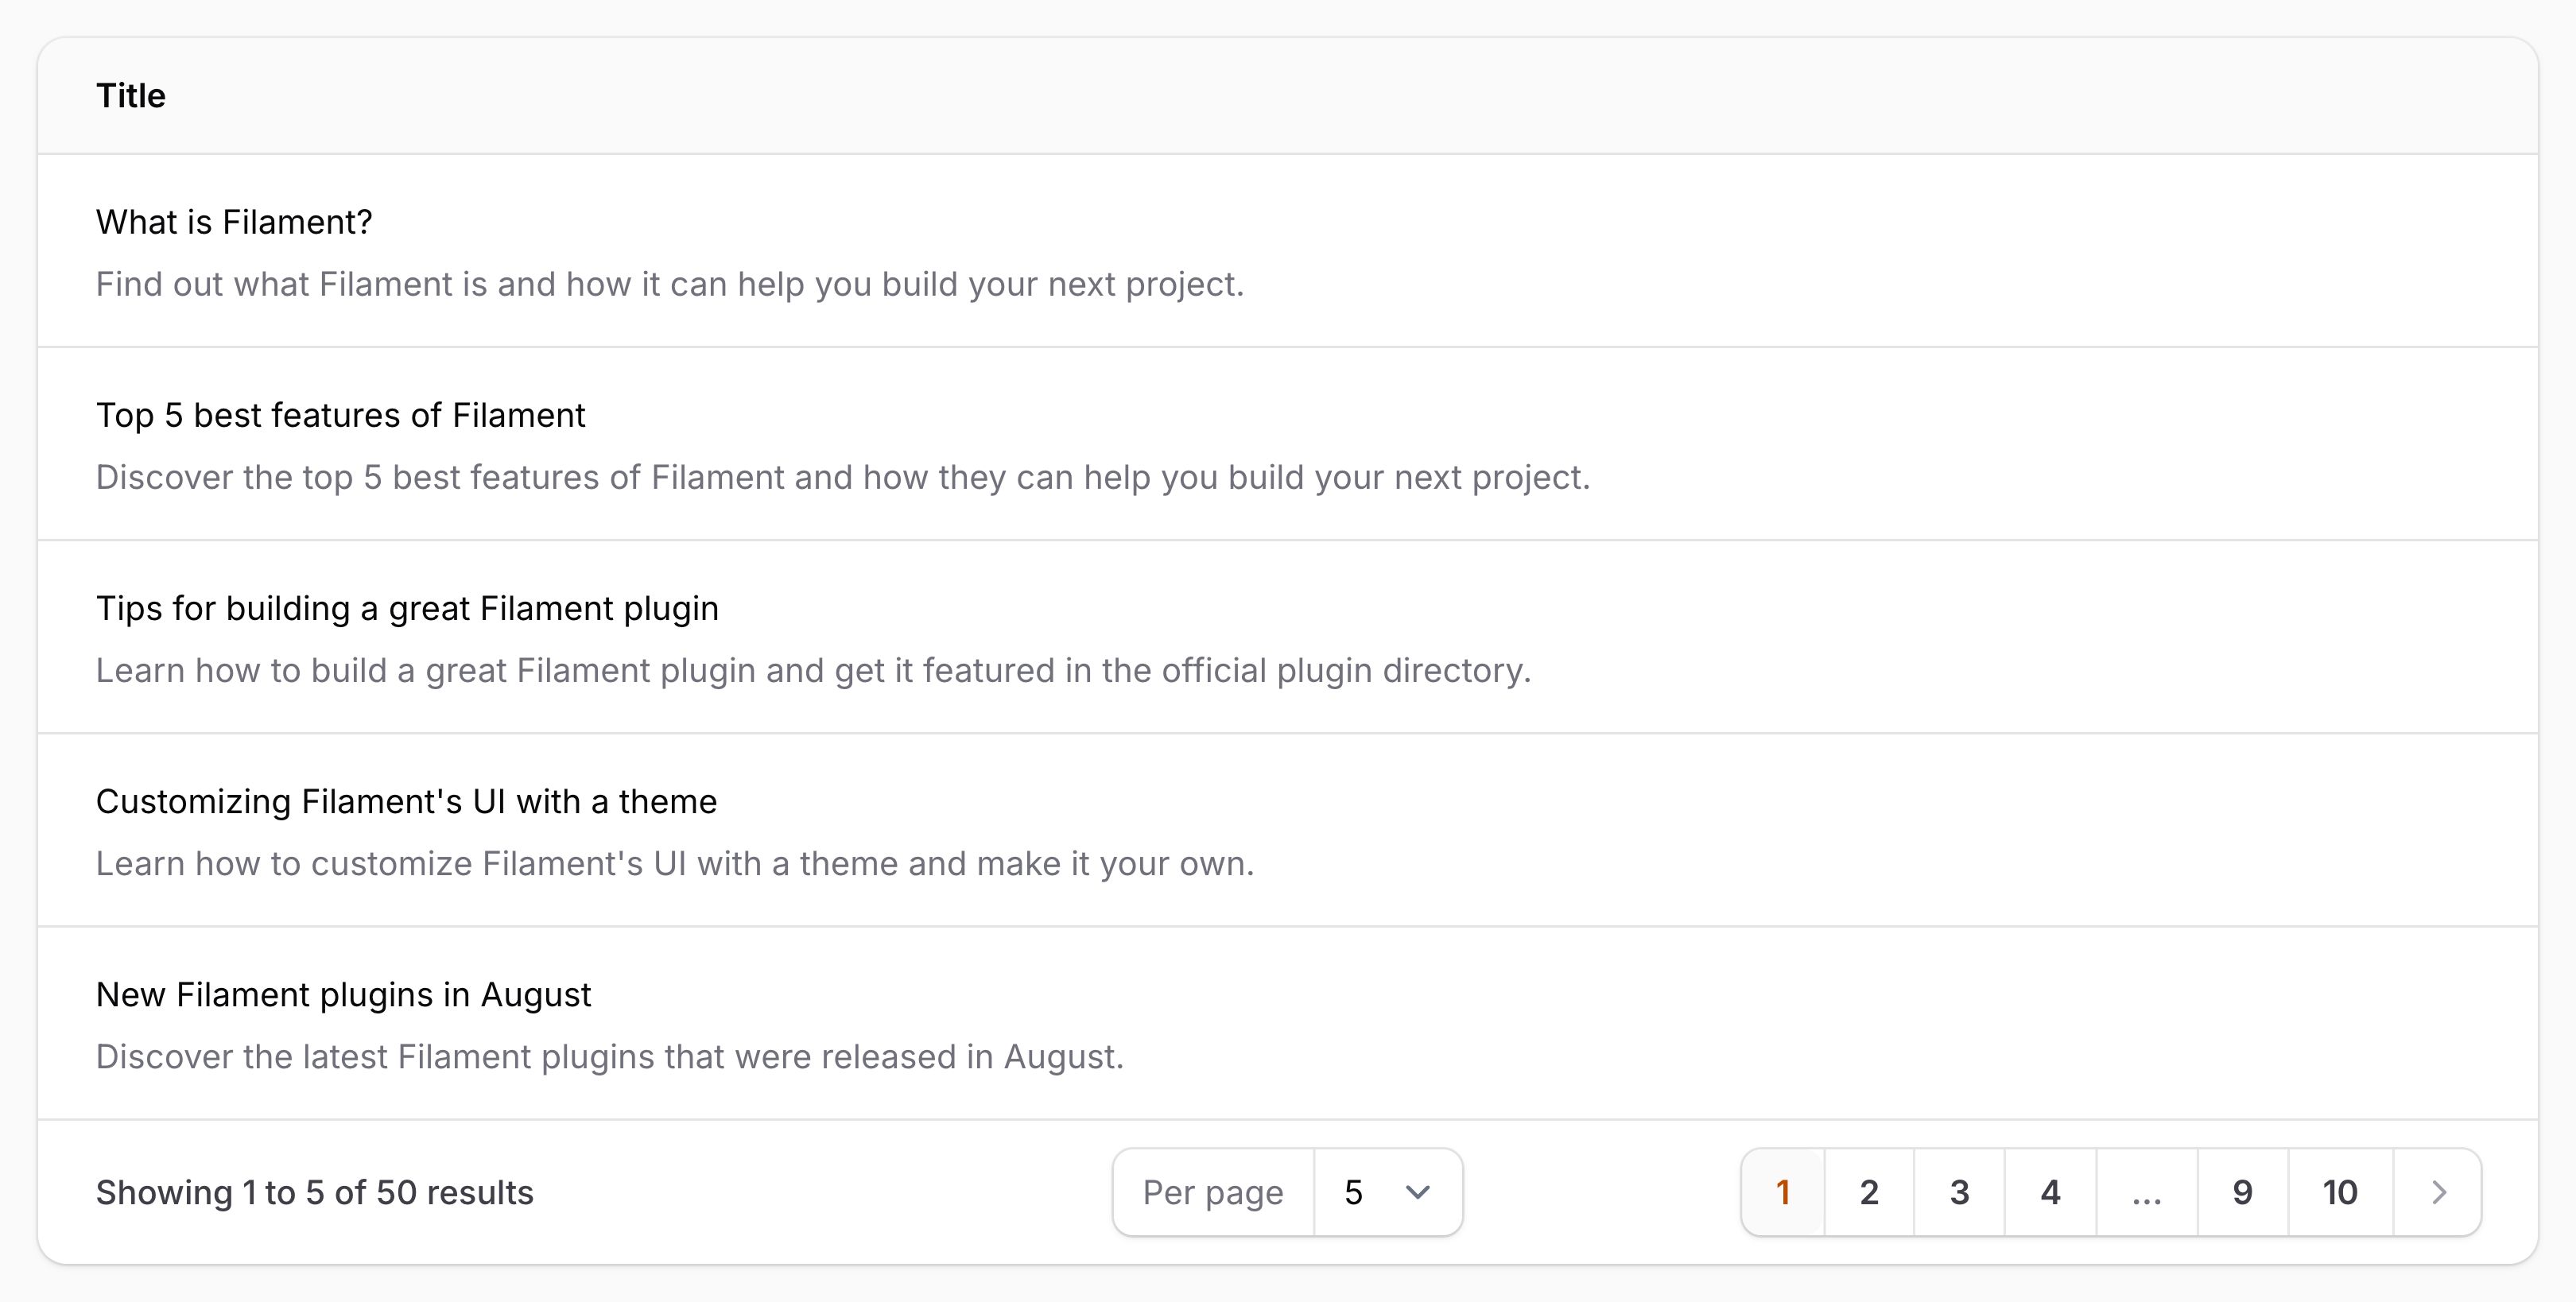 Title
What is Filament?
Find out what Filament is and how it can help you build your next project.
Top 5 best features of Filament
Discover the top 5 best features of Filament and how they can help you build your next project.
Tips for building a great Filament plugin
Learn how to build a great Filament plugin and get it featured in the official plugin directory.
Customizing Filament's UI with a theme
Learn how to customize Filament's UI with a theme and make it your own.
New Filament plugins in August
Discover the latest Filament plugins that were released in August.
Showing 1 to 5 of 50 results Per page 5 1 2 3 4 ... 9 10